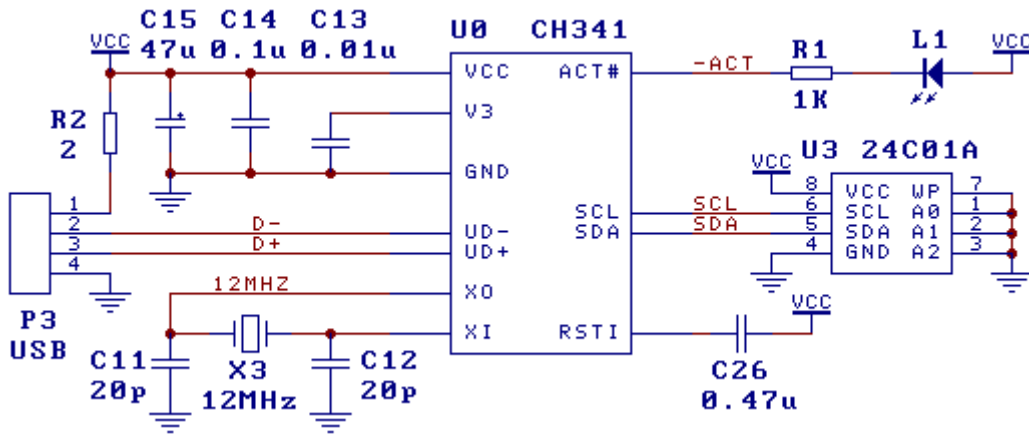 C15 C14 C13
47u 0.1u 0.01u
U0 CH341
VCC
VCC ACT#
-ACT
R1
1K
L1
VCC
R2
2
V3
GND
U3 24C01A
VCC
8 VCC WP 7
SCL SCL 6 SCL A0 1
SDA SDA 5 SDA A1 2
4 GND A2 3
1
2 D- UD-
3 D+ UD+
4
P3
USB
12MHZ X0
XI RSTI
VCC
C11
20p
X3
12MHz
C12
20p
C26
0.47u